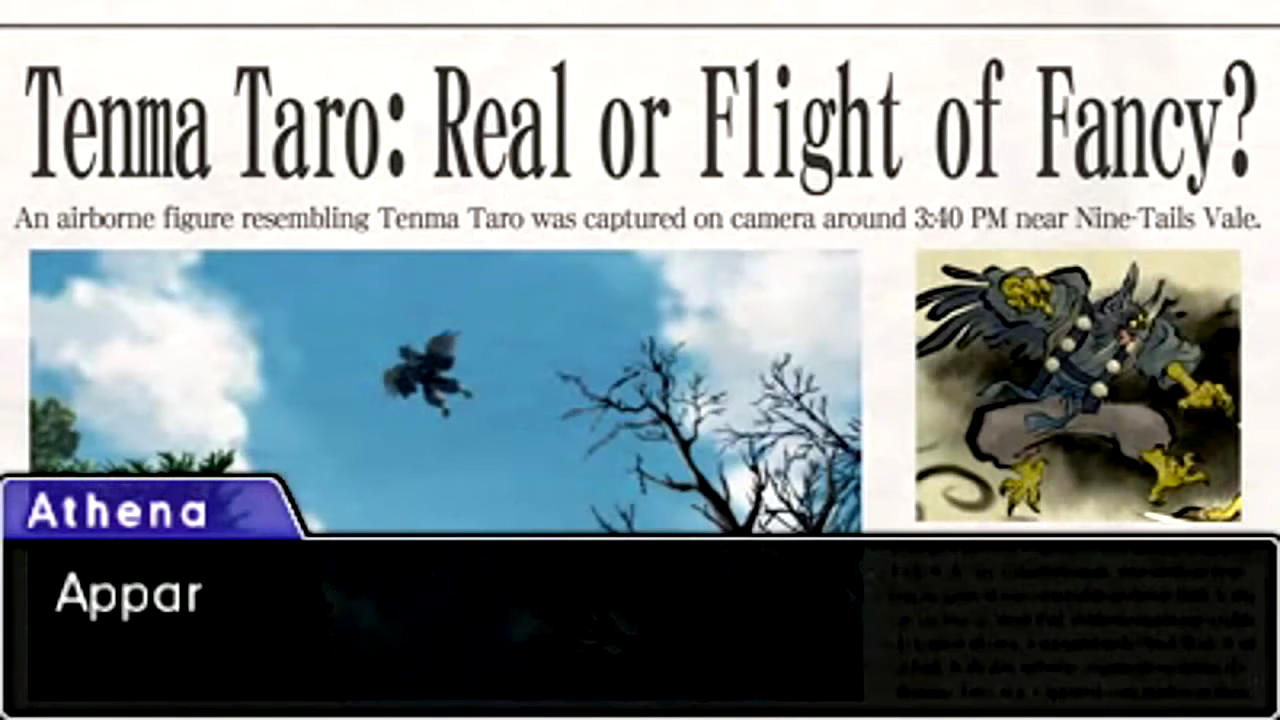 Tenma Taro: Real or Flight of Fancy?
An airborne figure resembling Tenma Taro was captured on camera around 3:40 PM near Nine-Tails Vale.
Athena
Appar